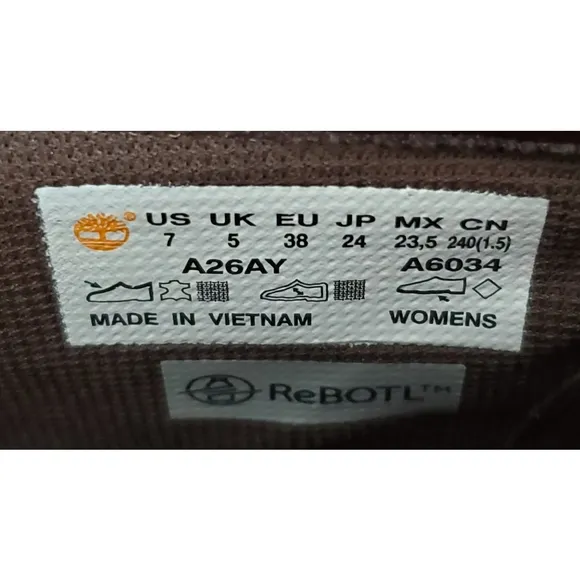 US UK EU JP MX CN
7 5 38 24 23,5 240(1.5)
A26AY A6034
MADE IN VIETNAM WOMENS
ReBOTL™